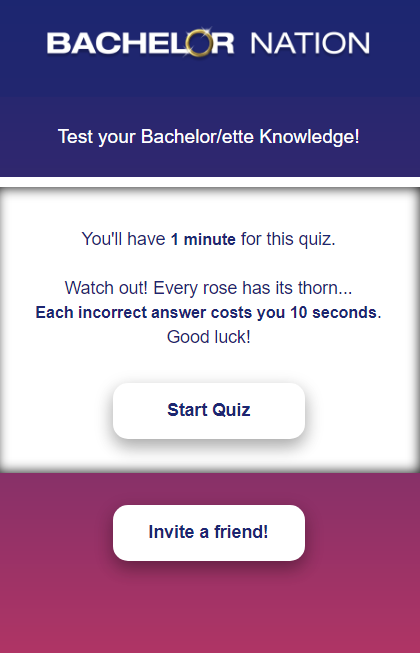 BACHELOR NATION
Test your Bachelor/ette Knowledge!
You'll have 1 minute for this quiz.
Watch out! Every rose has its thorn...
Each incorrect answer costs you 10 seconds.
Good luck!
Start Quiz
Invite a friend!